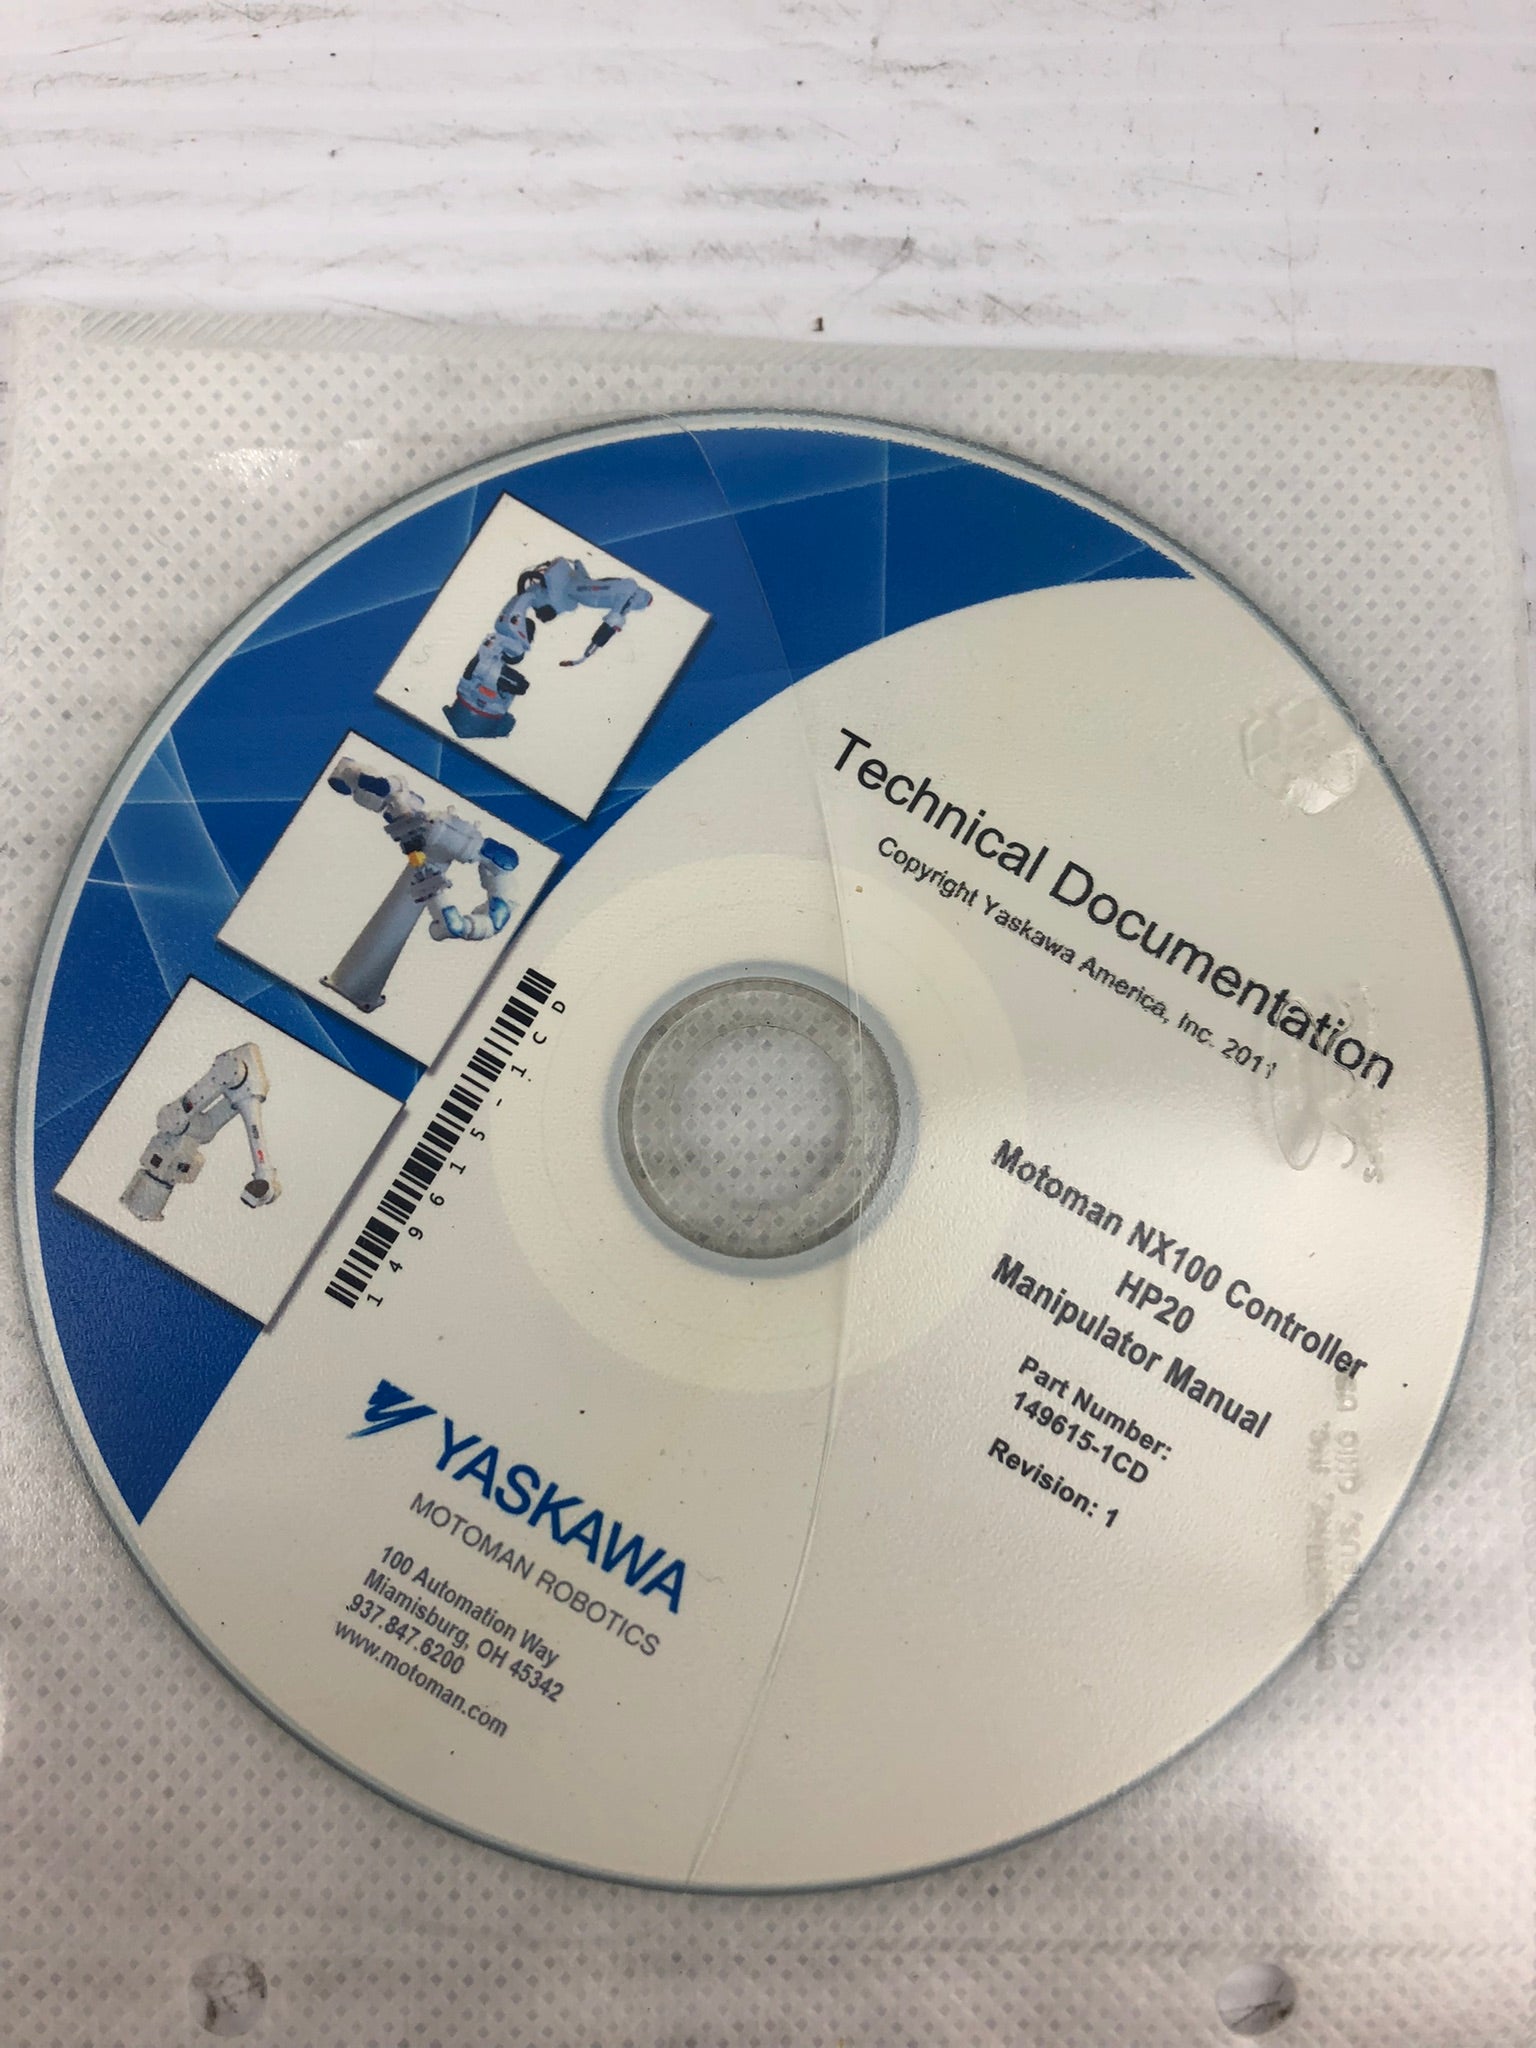 Technical Documentation
Copyright Yaskawa America, Inc. 2011
Motoman NX100 Controller
HP20
Manipulator Manual
Part Number:
149615-1CD
Revision: 1
149615-1CD
YASKAWA
MOTOMAN ROBOTICS
100 Automation Way
Miamisburg, OH 45342
937.847.6200
www.motoman.com